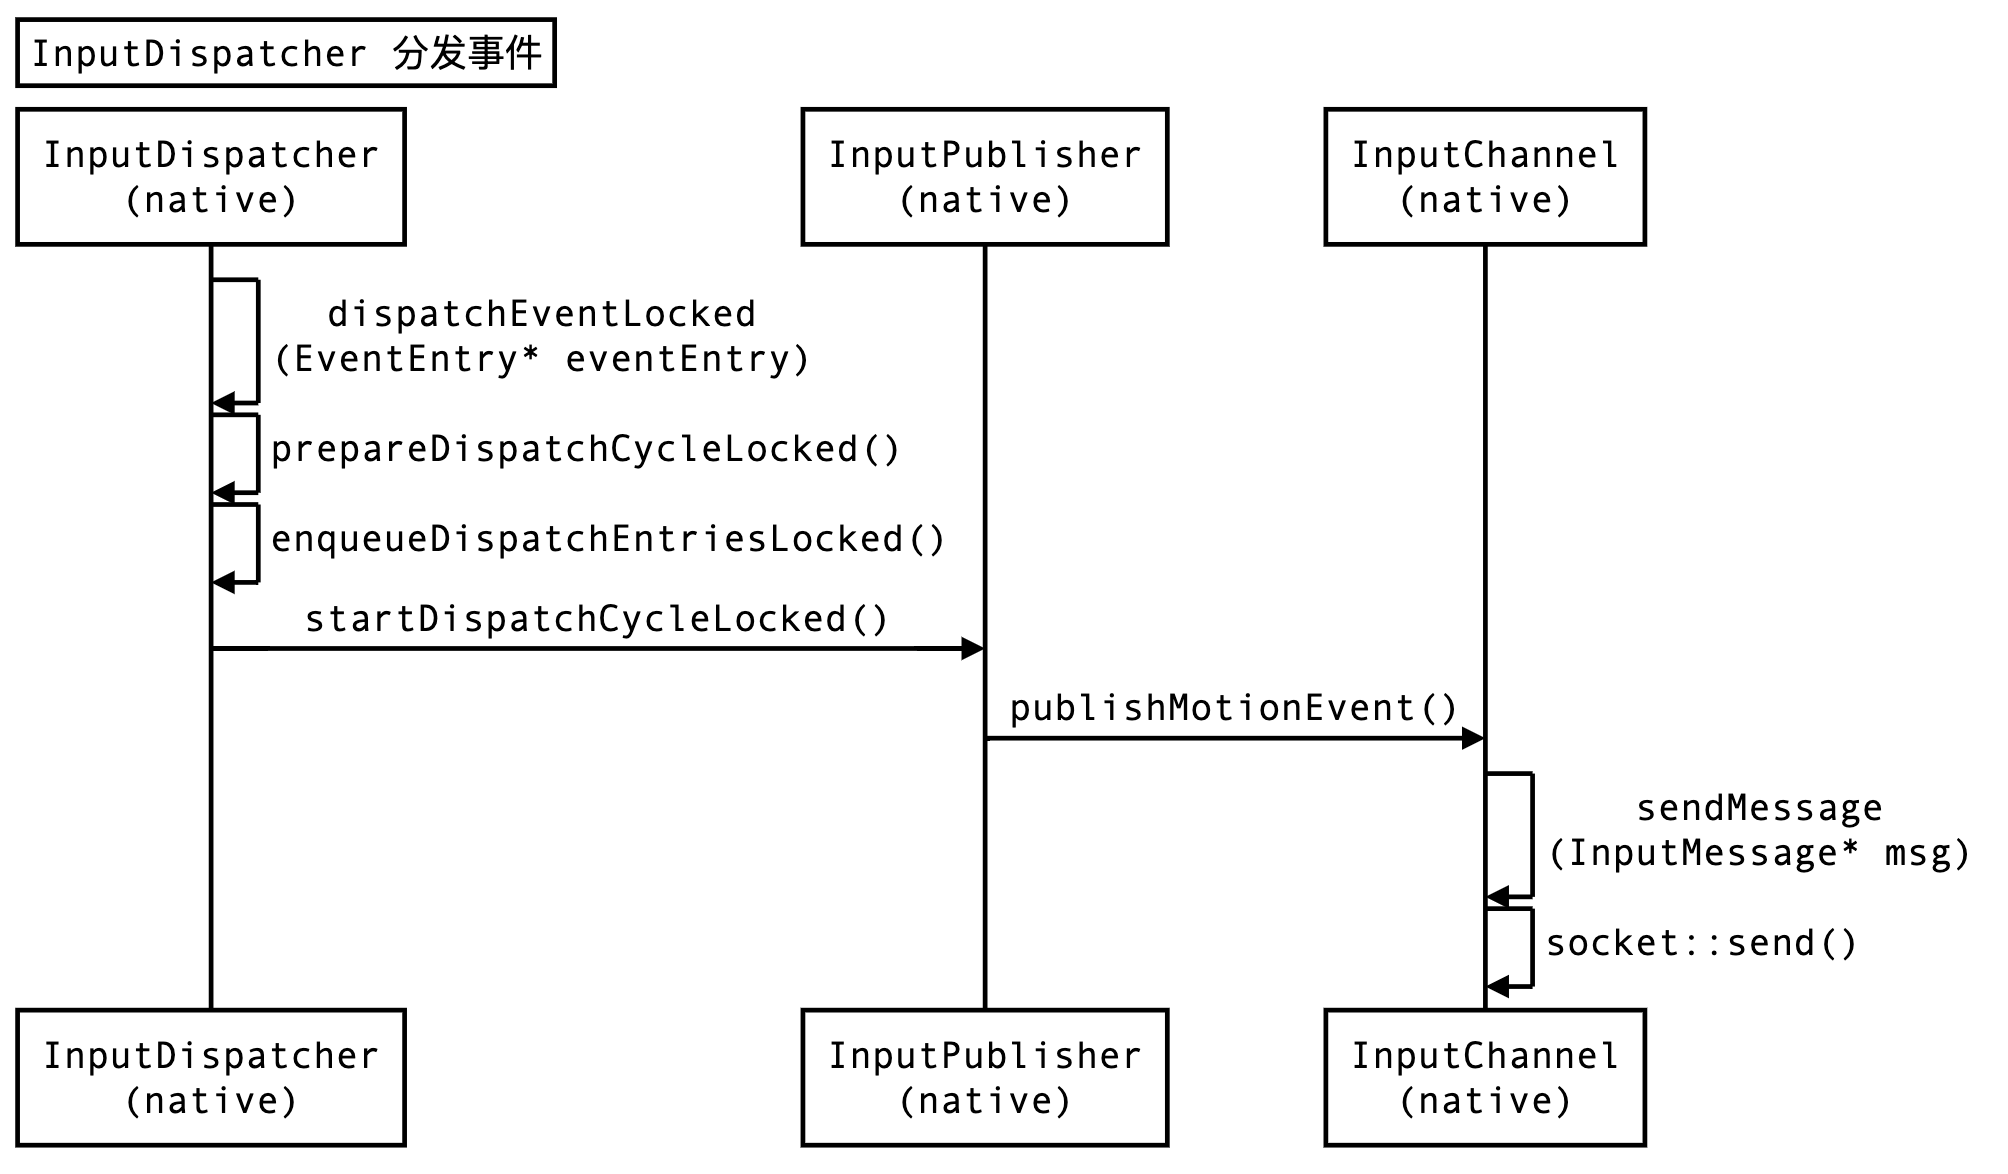 InputDispatcher 分发事件
InputDispatcher
(native)
InputPublisher
(native)
InputChannel
(native)
dispatchEventLocked
(EventEntry* eventEntry)
prepareDispatchCycleLocked()
enqueueDispatchEntriesLocked()
startDispatchCycleLocked()
publishMotionEvent()
sendMessage
(InputMessage* msg)
socket::send()
InputDispatcher
(native)
InputPublisher
(native)
InputChannel
(native)